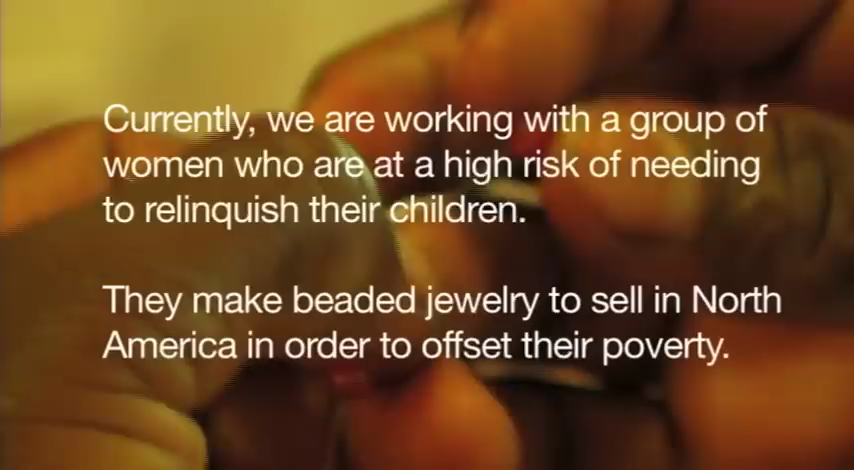 Currently, we are working with a group of
women who are at a high risk of needing
to relinquish their children.
They make beaded jewelry to sell in North
America in order to offset their poverty.